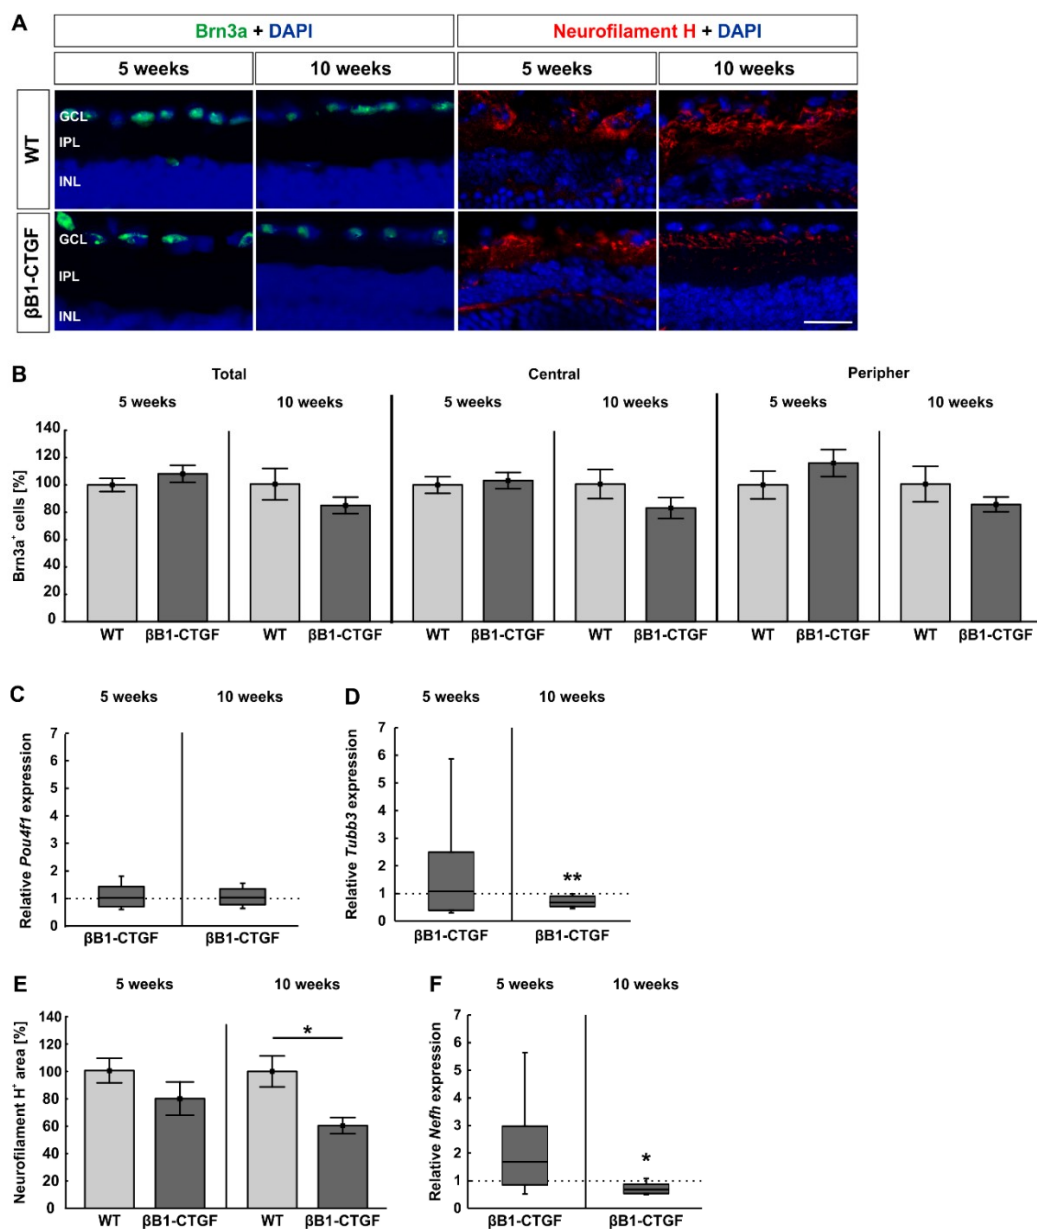 A
Brn3a + DAPI
Neurofilament H + DAPI
5 weeks
10 weeks
5 weeks
10 weeks
WT
GCL
IPL
INL
βB1-CTGF
GCL
IPL
INL
B
Total
Central
Peripher
5 weeks
10 weeks
5 weeks
10 weeks
5 weeks
10 weeks
Brn3a⁺ cells [%]
140
120
100
80
60
40
20
0
WT βB1-CTGF WT βB1-CTGF WT βB1-CTGF WT βB1-CTGF WT βB1-CTGF WT βB1-CTGF
C
5 weeks
10 weeks
Relative Pou4f1 expression
7
6
5
4
3
2
1
0
βB1-CTGF βB1-CTGF
D
5 weeks
10 weeks
Relative Tubb3 expression
7
6
5
4
3
2
1
0
**
βB1-CTGF βB1-CTGF
E
5 weeks
10 weeks
Neurofilament H⁺ area [%]
140
120
100
80
60
40
20
0
*
WT βB1-CTGF WT βB1-CTGF
F
5 weeks
10 weeks
Relative Nefh expression
7
6
5
4
3
2
1
0
*
βB1-CTGF βB1-CTGF